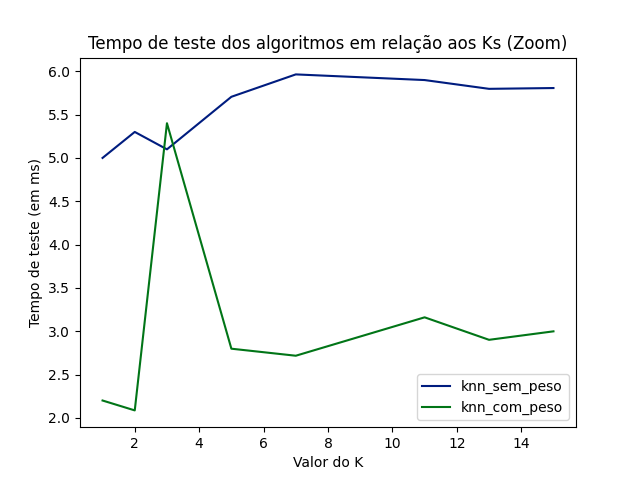 Tempo de teste dos algoritmos em relação aos Ks (Zoom)
6.0
5.5
5.0
4.5
4.0
3.5
3.0
2.5
2.0
Tempo de teste (em ms)
knn_sem_peso
knn_com_peso
2 4 6 8 10 12 14
Valor do K